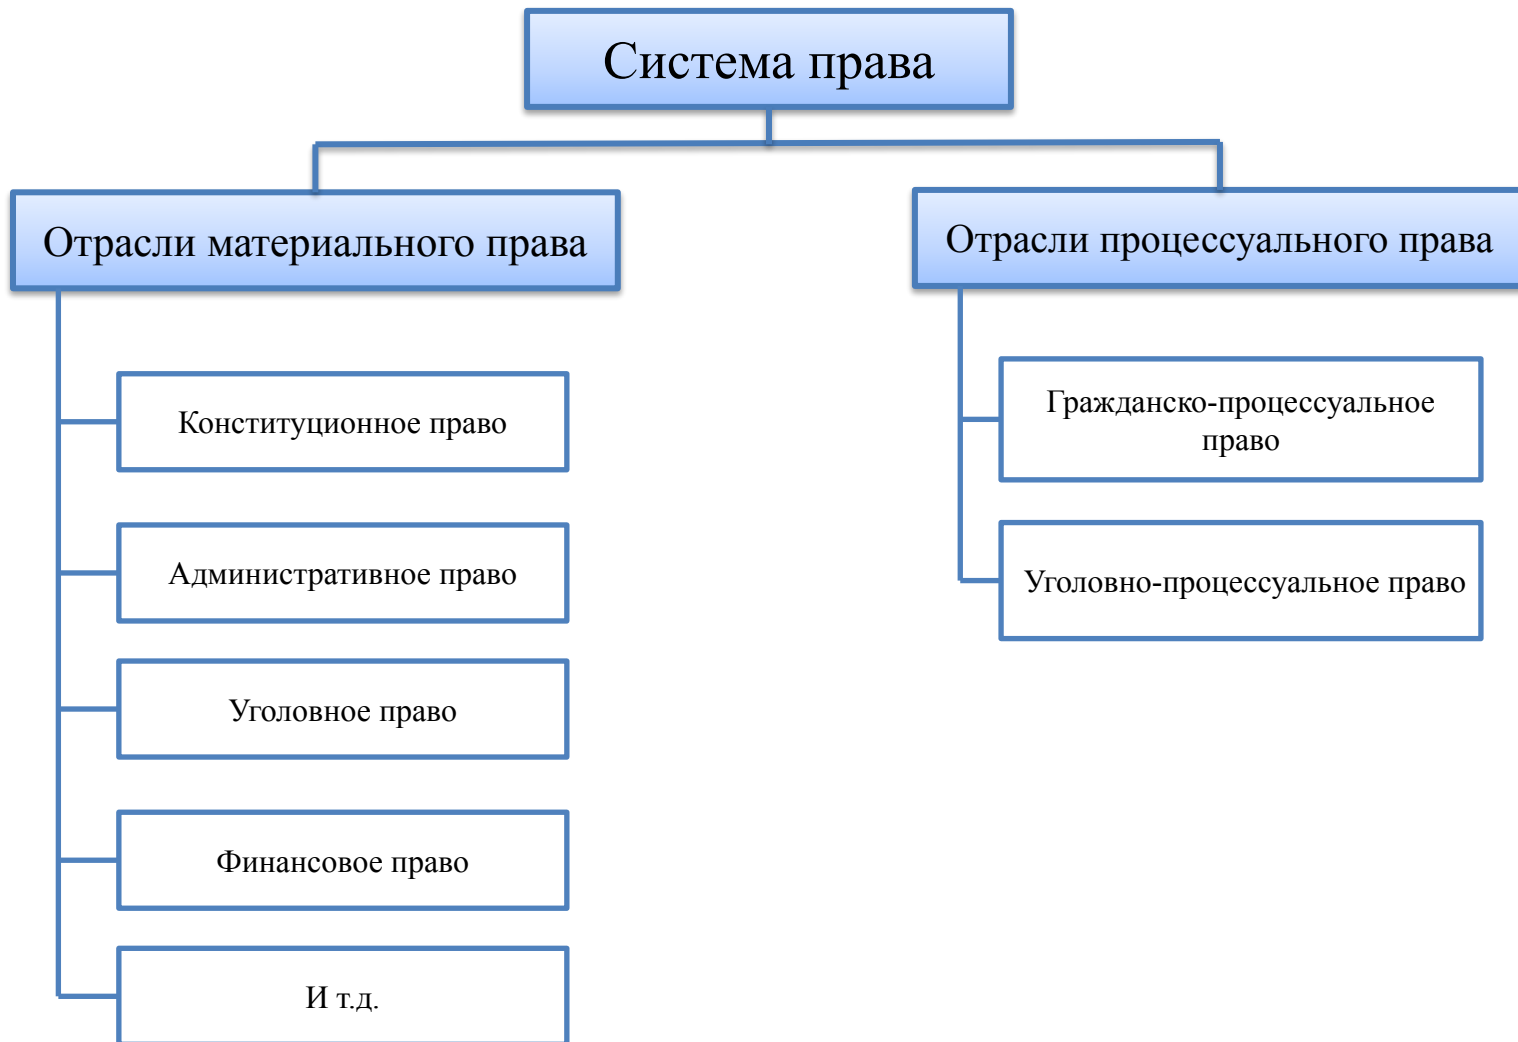 Система права
Отрасли материального права
Конституционное право
Административное право
Уголовное право
Финансовое право
И т.д.
Отрасли процессуального права
Гражданско-процессуальное
право
Уголовно-процессуальное право